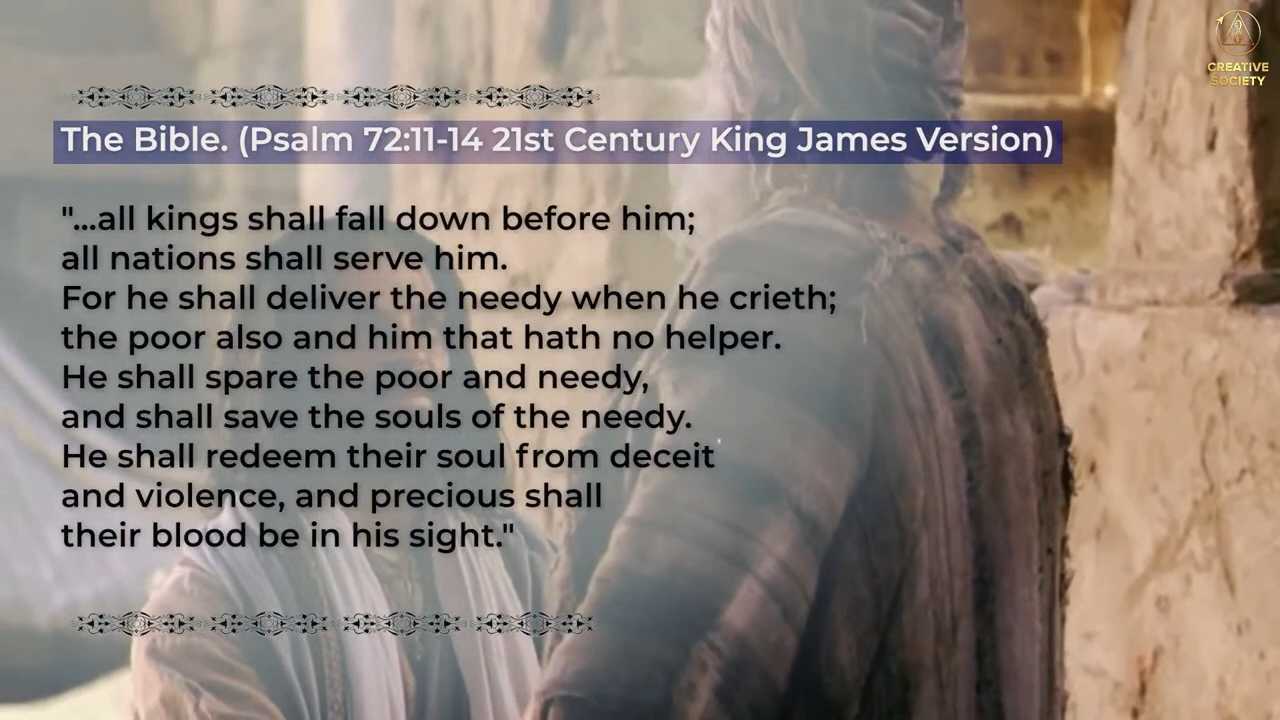 CREATIVE
SOCIETY
The Bible. (Psalm 72:11-14 21st Century King James Version)
"...all kings shall fall down before him;
all nations shall serve him.
For he shall deliver the needy when he crieth;
the poor also and him that hath no helper.
He shall spare the poor and needy,
and shall save the souls of the needy.
He shall redeem their soul from deceit
and violence, and precious shall
their blood be in his sight."